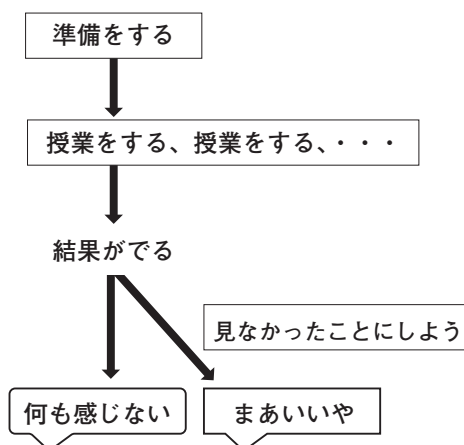 準備をする
授業をする、授業をする、・・・
結果がでる
見なかったことにしよう
何も感じない
まあいいや